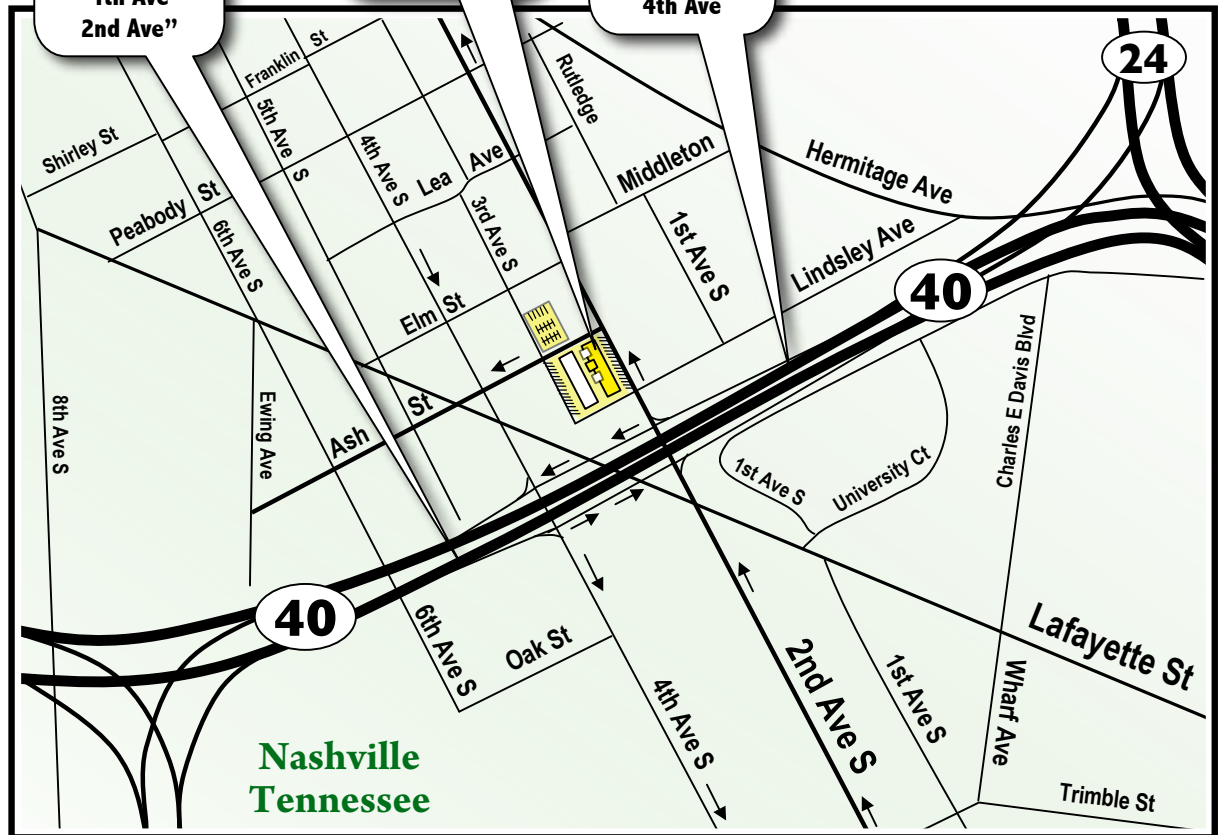 4th Ave
2nd Ave”
4th Ave
24
Franklin St
Rutledge
Shirley St
5th Ave S
4th Ave S
Lea Ave
Middleton
Hermitage Ave
Peabody St
6th Ave S
3rd Ave S
1st Ave S
Lindsley Ave
40
Elm St
Charles E Davis Blvd
8th Ave S
Ewing Ave
Ash St
1st Ave S
University Ct
40
6th Ave S
Oak St
Lafayette St
2nd Ave S
1st Ave S
4th Ave S
Wharf Ave
Nashville
Tennessee
Trimble St